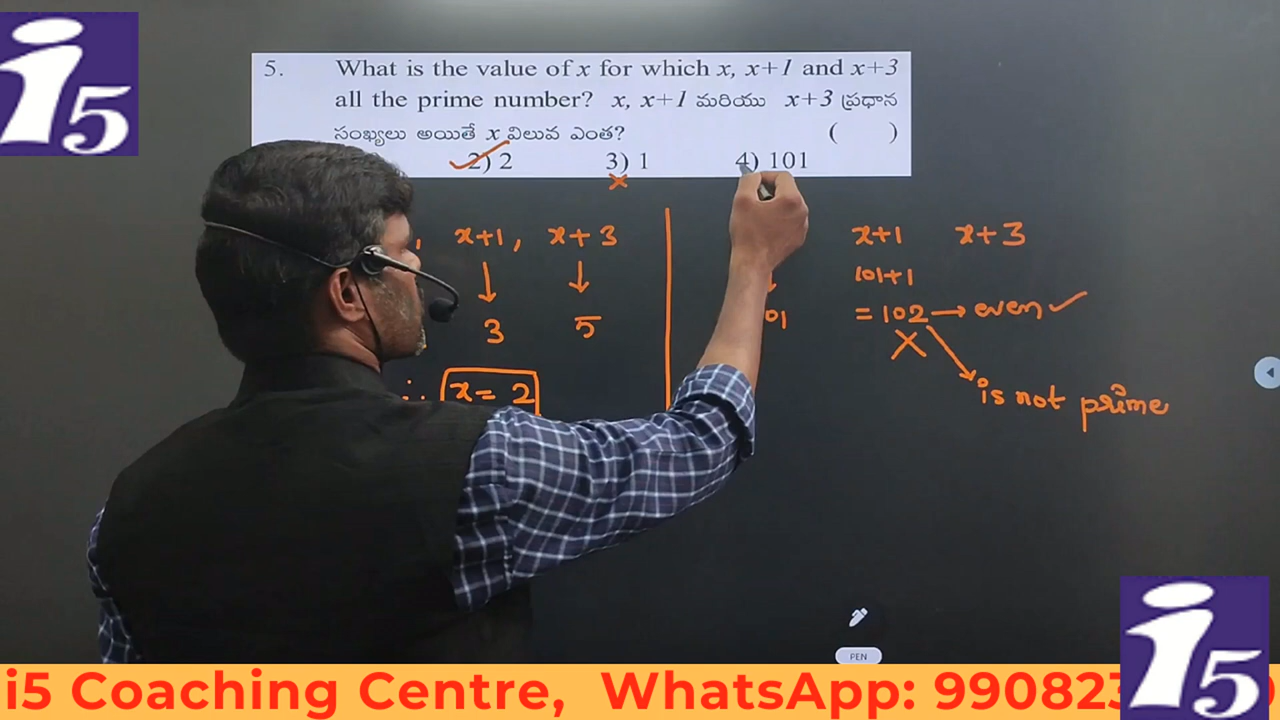 i5
5. What is the value of x for which x, x+1 and x+3
all the prime number? x, x+1 మరియు x+3 ప్రధాన
సంఖ్యలు అయితే x విలువ ఎంత? ( )
2) 2 3) 1 4) 101
, x+1, x+3
3 5
∴ x = 2
x+1 x+3
101+1
01 = 102 → even ✓
is not prime
PEN
i5 Coaching Centre, WhatsApp: 99082
i5